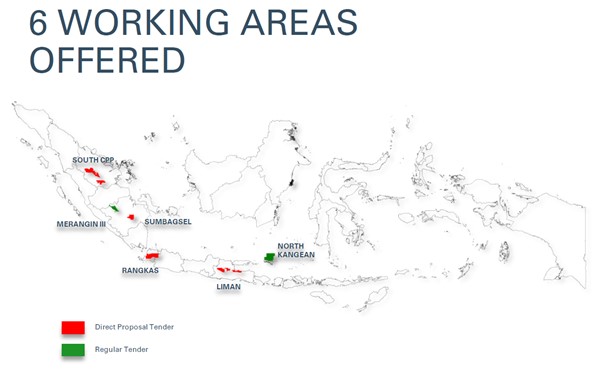 6 WORKING AREAS
OFFERED
SOUTH CPP
MERANGIN III
SUMBAGSEL
NORTH
KANGEAN
RANGKAS
LIMAN
Direct Proposal Tender
Regular Tender